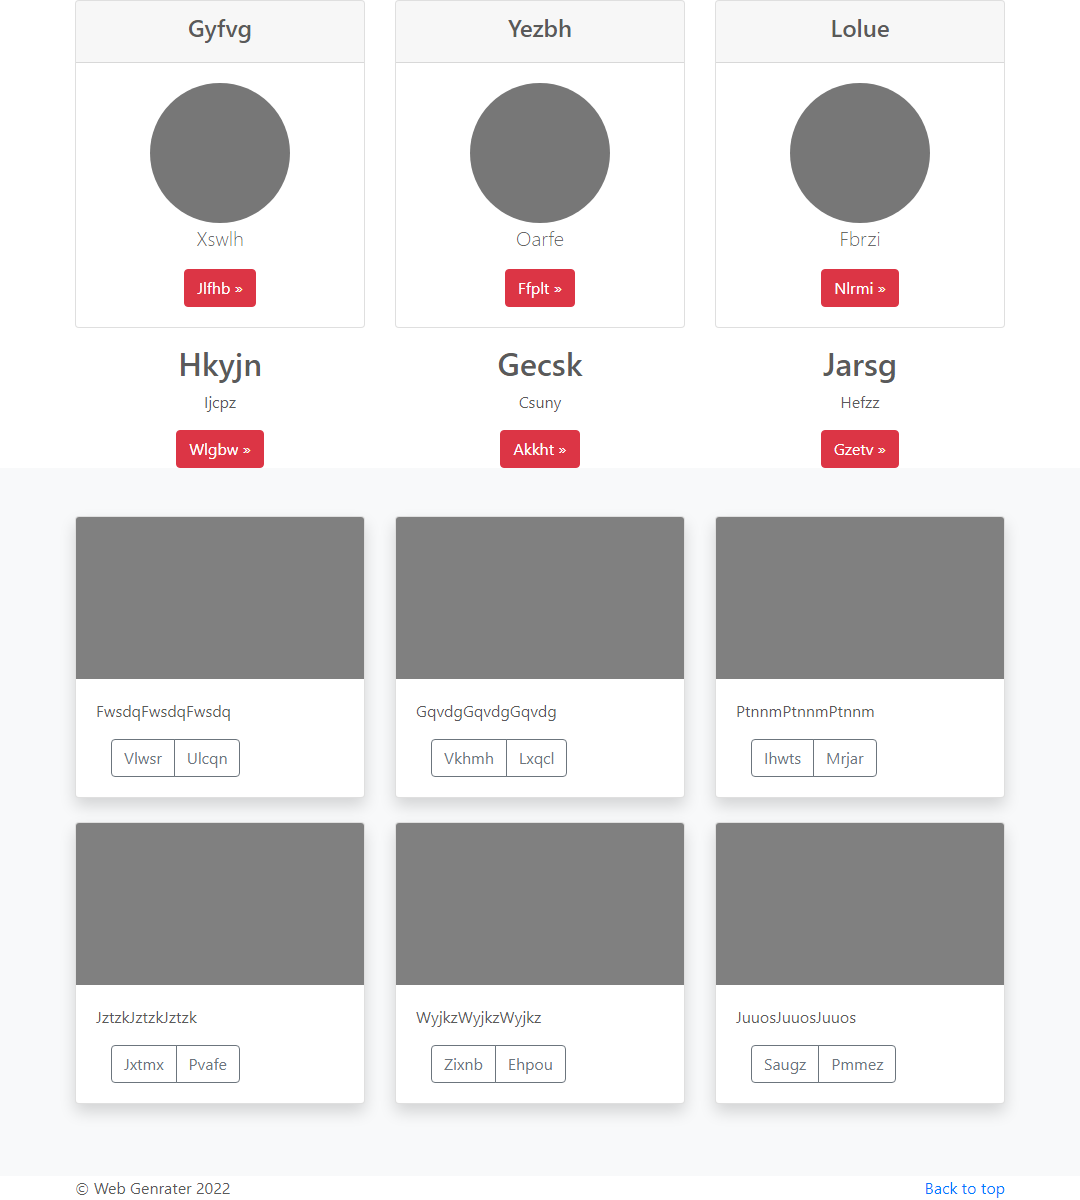 Gyfvg
Yezbh
Lolue
Xswlh
Oarfe
Fbrzi
Jlfhb »
Ffplt »
Nlrmi »
Hkyjn
Gecsk
Jarsg
Ijcpz
Csuny
Hefzz
Wlgbw »
Akkht »
Gzetv »
FwsdqFwsdqFwsdq
GqvdgGqvdgGqvdg
PtnnmPtnnmPtnnm
Vlwsr Ulcqn
Vkhmh Lxqcl
Ihwts Mrjar
JztzkJztzkJztzk
WyjkzWyjkzWyjkz
JuuosJuuosJuuos
Jxtmx Pvafe
Zixnb Ehpou
Saugz Pmmez
© Web Genrater 2022
Back to top